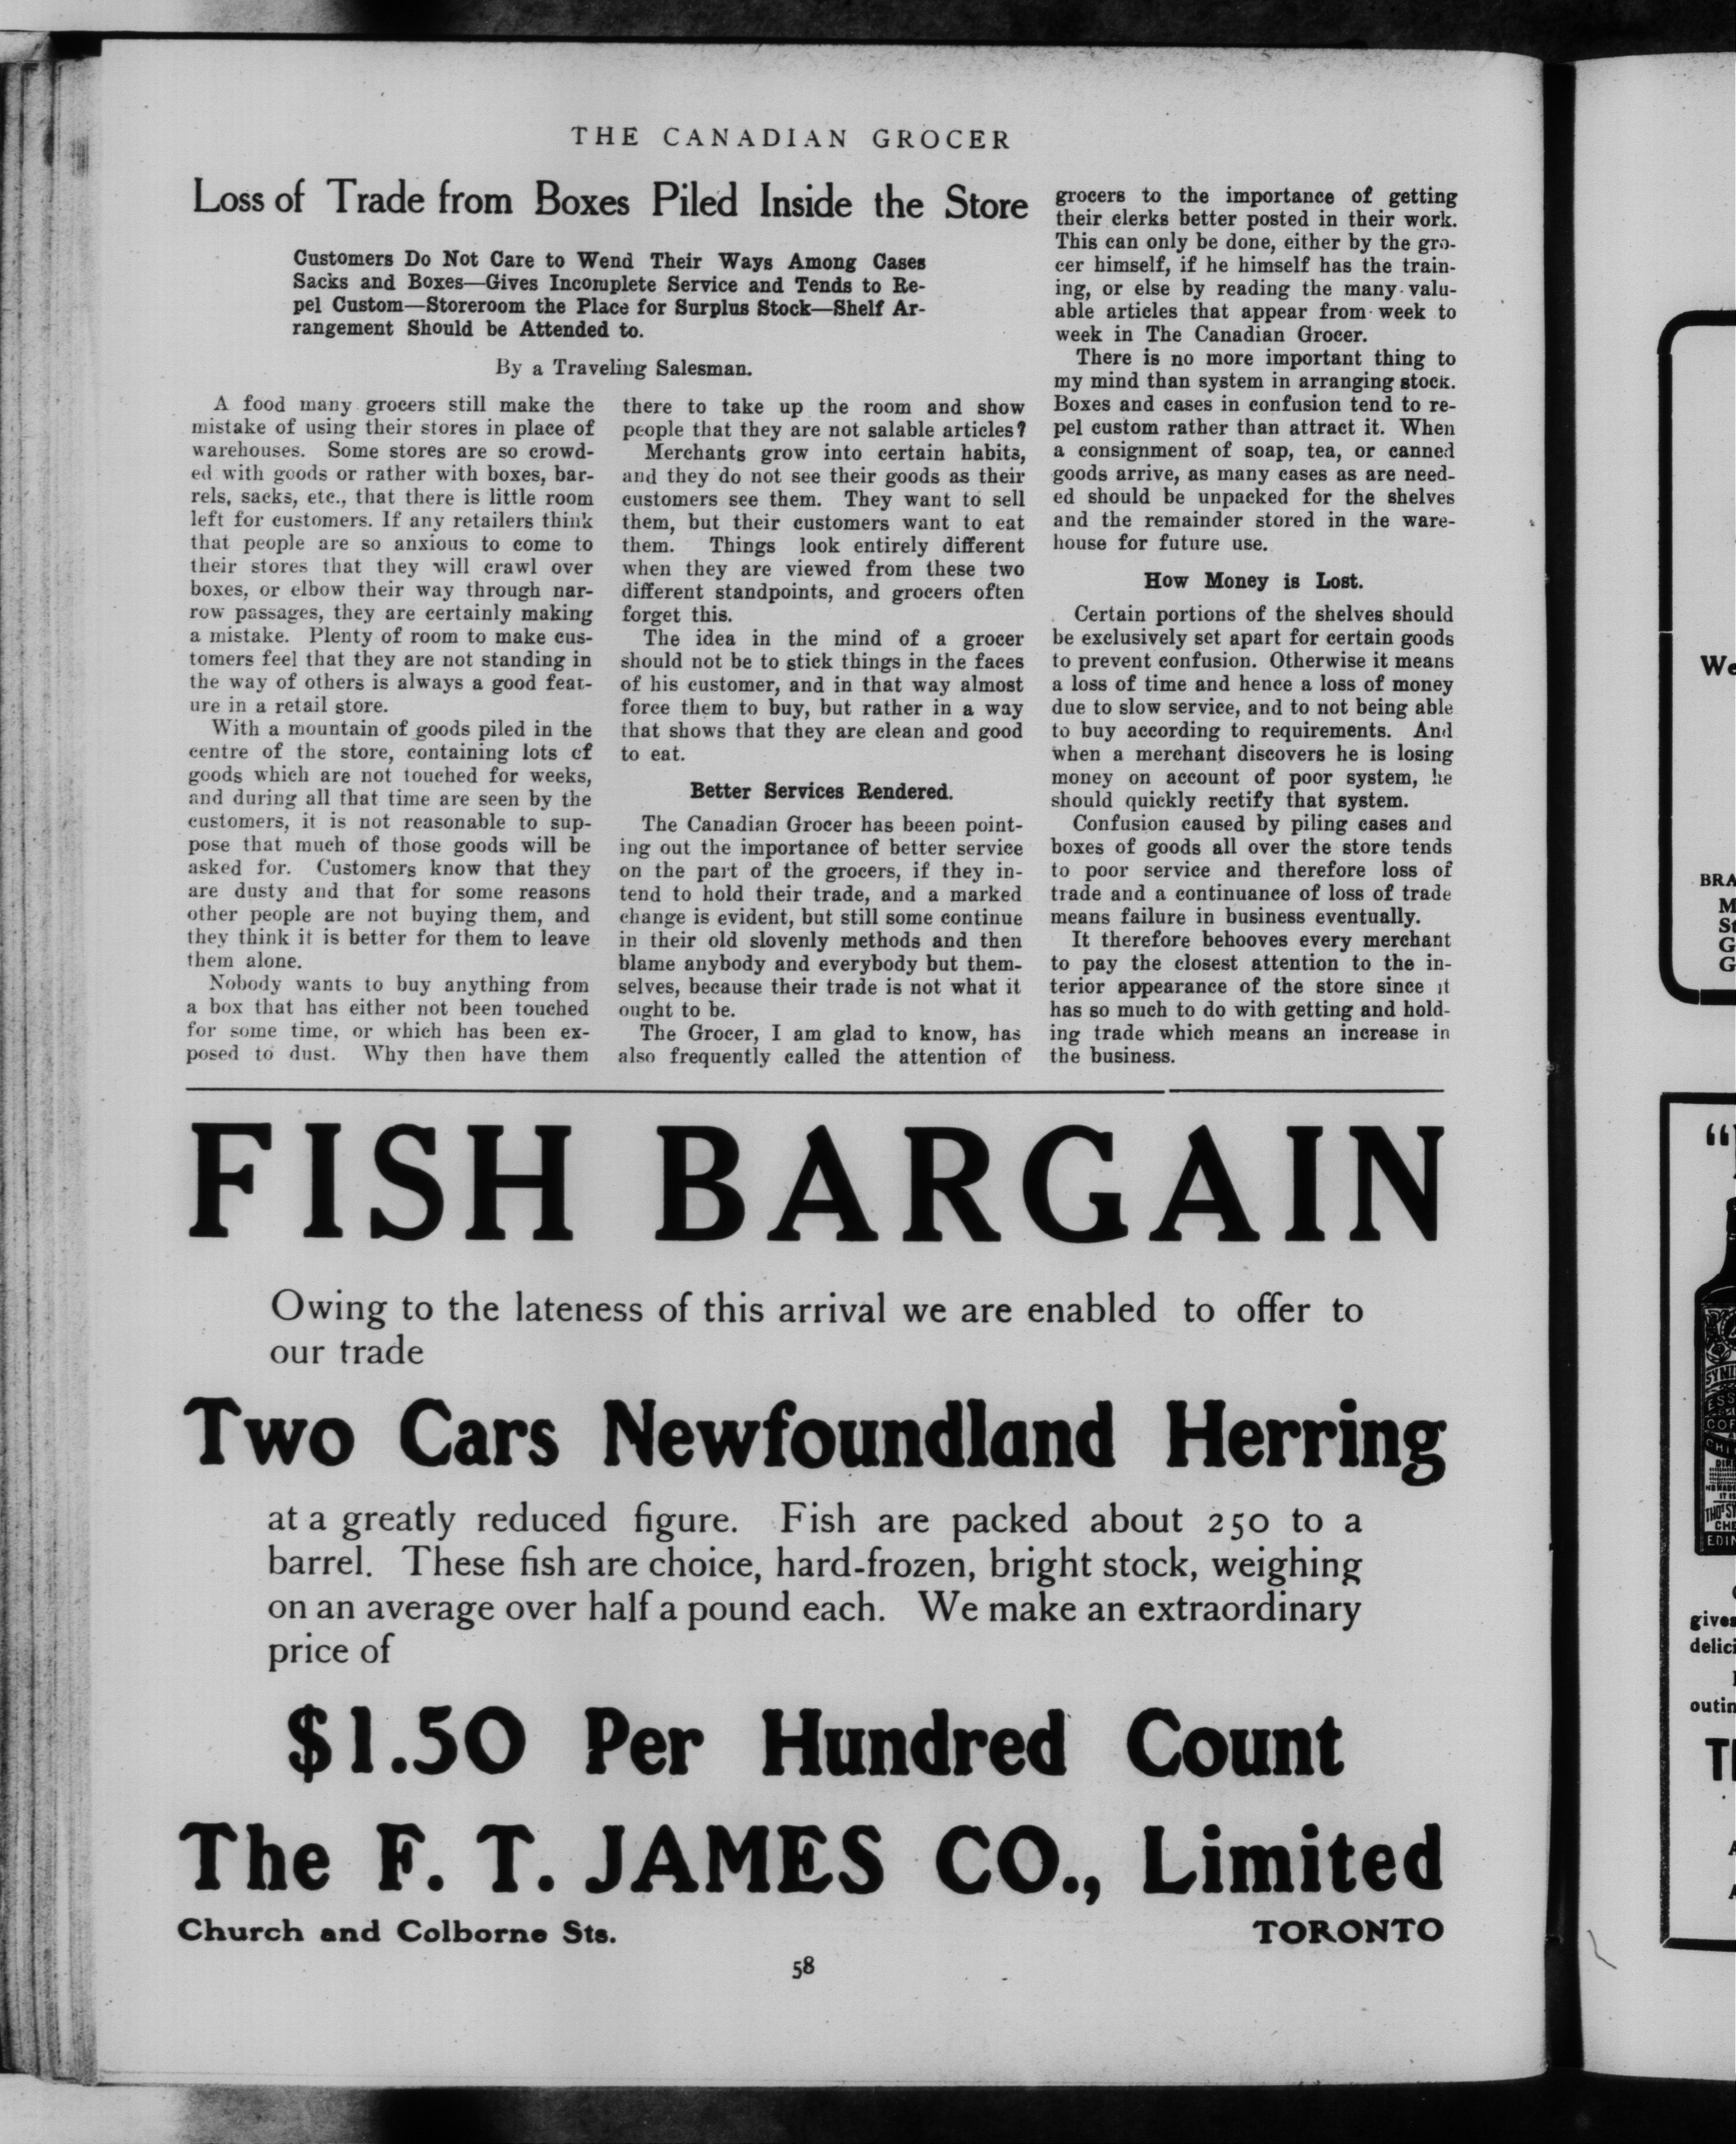 THE CANADIAN GROCER
Loss of Trade from Boxes Piled Inside the Store
Customers Do Not Care to Wend Their Ways Among Cases
Sacks and Boxes—Gives Incomplete Service and Tends to Re-
pel Custom—Storeroom the Place for Surplus Stock—Shelf Ar-
rangement Should be Attended to.
By a Traveling Salesman.
A food many grocers still make the
mistake of using their stores in place of
warehouses. Some stores are so crowd-
ed with goods or rather with boxes, bar-
rels, sacks, etc., that there is little room
left for customers. If any retailers think
that people are so anxious to come to
their stores that they will crawl over
boxes, or elbow their way through nar-
row passages, they are certainly making
a mistake. Plenty of room to make cus-
tomers feel that they are not standing in
the way of others is always a good feat-
ure in a retail store.
With a mountain of goods piled in the
centre of the store, containing lots of
goods which are not touched for weeks,
and during all that time are seen by the
customers, it is not reasonable to sup-
pose that much of those goods will be
asked for. Customers know that they
are dusty and that for some reasons
other people are not buying them, and
they think it is better for them to leave
them alone.
Nobody wants to buy anything from
a box that has either not been touched
for some time, or which has been ex-
posed to dust. Why then have them
there to take up the room and show
people that they are not salable articles?
Merchants grow into certain habits,
and they do not see their goods as their
customers see them. They want to sell
them, but their customers want to eat
them. Things look entirely different
when they are viewed from these two
different standpoints, and grocers often
forget this.
The idea in the mind of a grocer
should not be to stick things in the faces
of his customer, and in that way almost
force them to buy, but rather in a way
that shows that they are clean and good
to eat.
Better Services Rendered.
The Canadian Grocer has beeen point-
ing out the importance of better service
on the part of the grocers, if they in-
tend to hold their trade, and a marked
change is evident, but still some continue
in their old slovenly methods and then
blame anybody and everybody but them-
selves, because their trade is not what it
ought to be.
The Grocer, I am glad to know, has
also frequently called the attention of
grocers to the importance of getting
their clerks better posted in their work.
This can only be done, either by the gro-
cer himself, if he himself has the train-
ing, or else by reading the many valu-
able articles that appear from week to
week in The Canadian Grocer.
There is no more important thing to
my mind than system in arranging stock.
Boxes and cases in confusion tend to re-
pel custom rather than attract it. When
a consignment of soap, tea, or canned
goods arrive, as many cases as are need-
ed should be unpacked for the shelves
and the remainder stored in the ware-
house for future use.
How Money is Lost.
Certain portions of the shelves should
be exclusively set apart for certain goods
to prevent confusion. Otherwise it means
a loss of time and hence a loss of money
due to slow service, and to not being able
to buy according to requirements. And
when a merchant discovers he is losing
money on account of poor system, he
should quickly rectify that system.
Confusion caused by piling cases and
boxes of goods all over the store tends
to poor service and therefore loss of
trade and a continuance of loss of trade
means failure in business eventually.
It therefore behooves every merchant
to pay the closest attention to the in-
terior appearance of the store since it
has so much to do with getting and hold-
ing trade which means an increase in
the business.
FISH BARGAIN
Owing to the lateness of this arrival we are enabled to offer to
our trade
Two Cars Newfoundland Herring
at a greatly reduced figure. Fish are packed about 250 to a
barrel. These fish are choice, hard-frozen, bright stock, weighing
on an average over half a pound each. We make an extraordinary
price of
$1.50 Per Hundred Count
The F. T. JAMES CO., Limited
Church and Colborne Sts. TORONTO
58